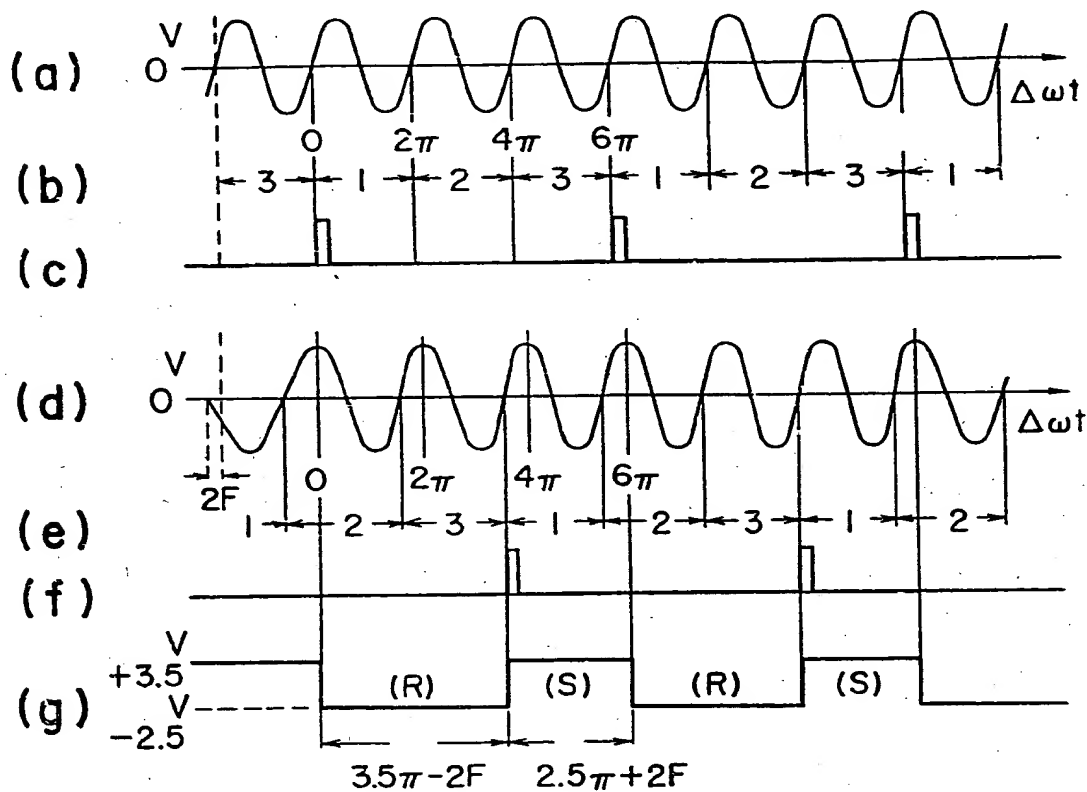 V
(a) 0
Δωt
0 2π 4π 6π
(b) 3 1 2 3 1 2 3 1
(c)
V
(d) 0
Δωt
2F 0 2π 4π 6π
(e) 1 2 3 1 2 3 1 2
(f)
V
+3.5
(R) (S) (R) (S)
(g) V
-2.5
3.5π-2F 2.5π+2F